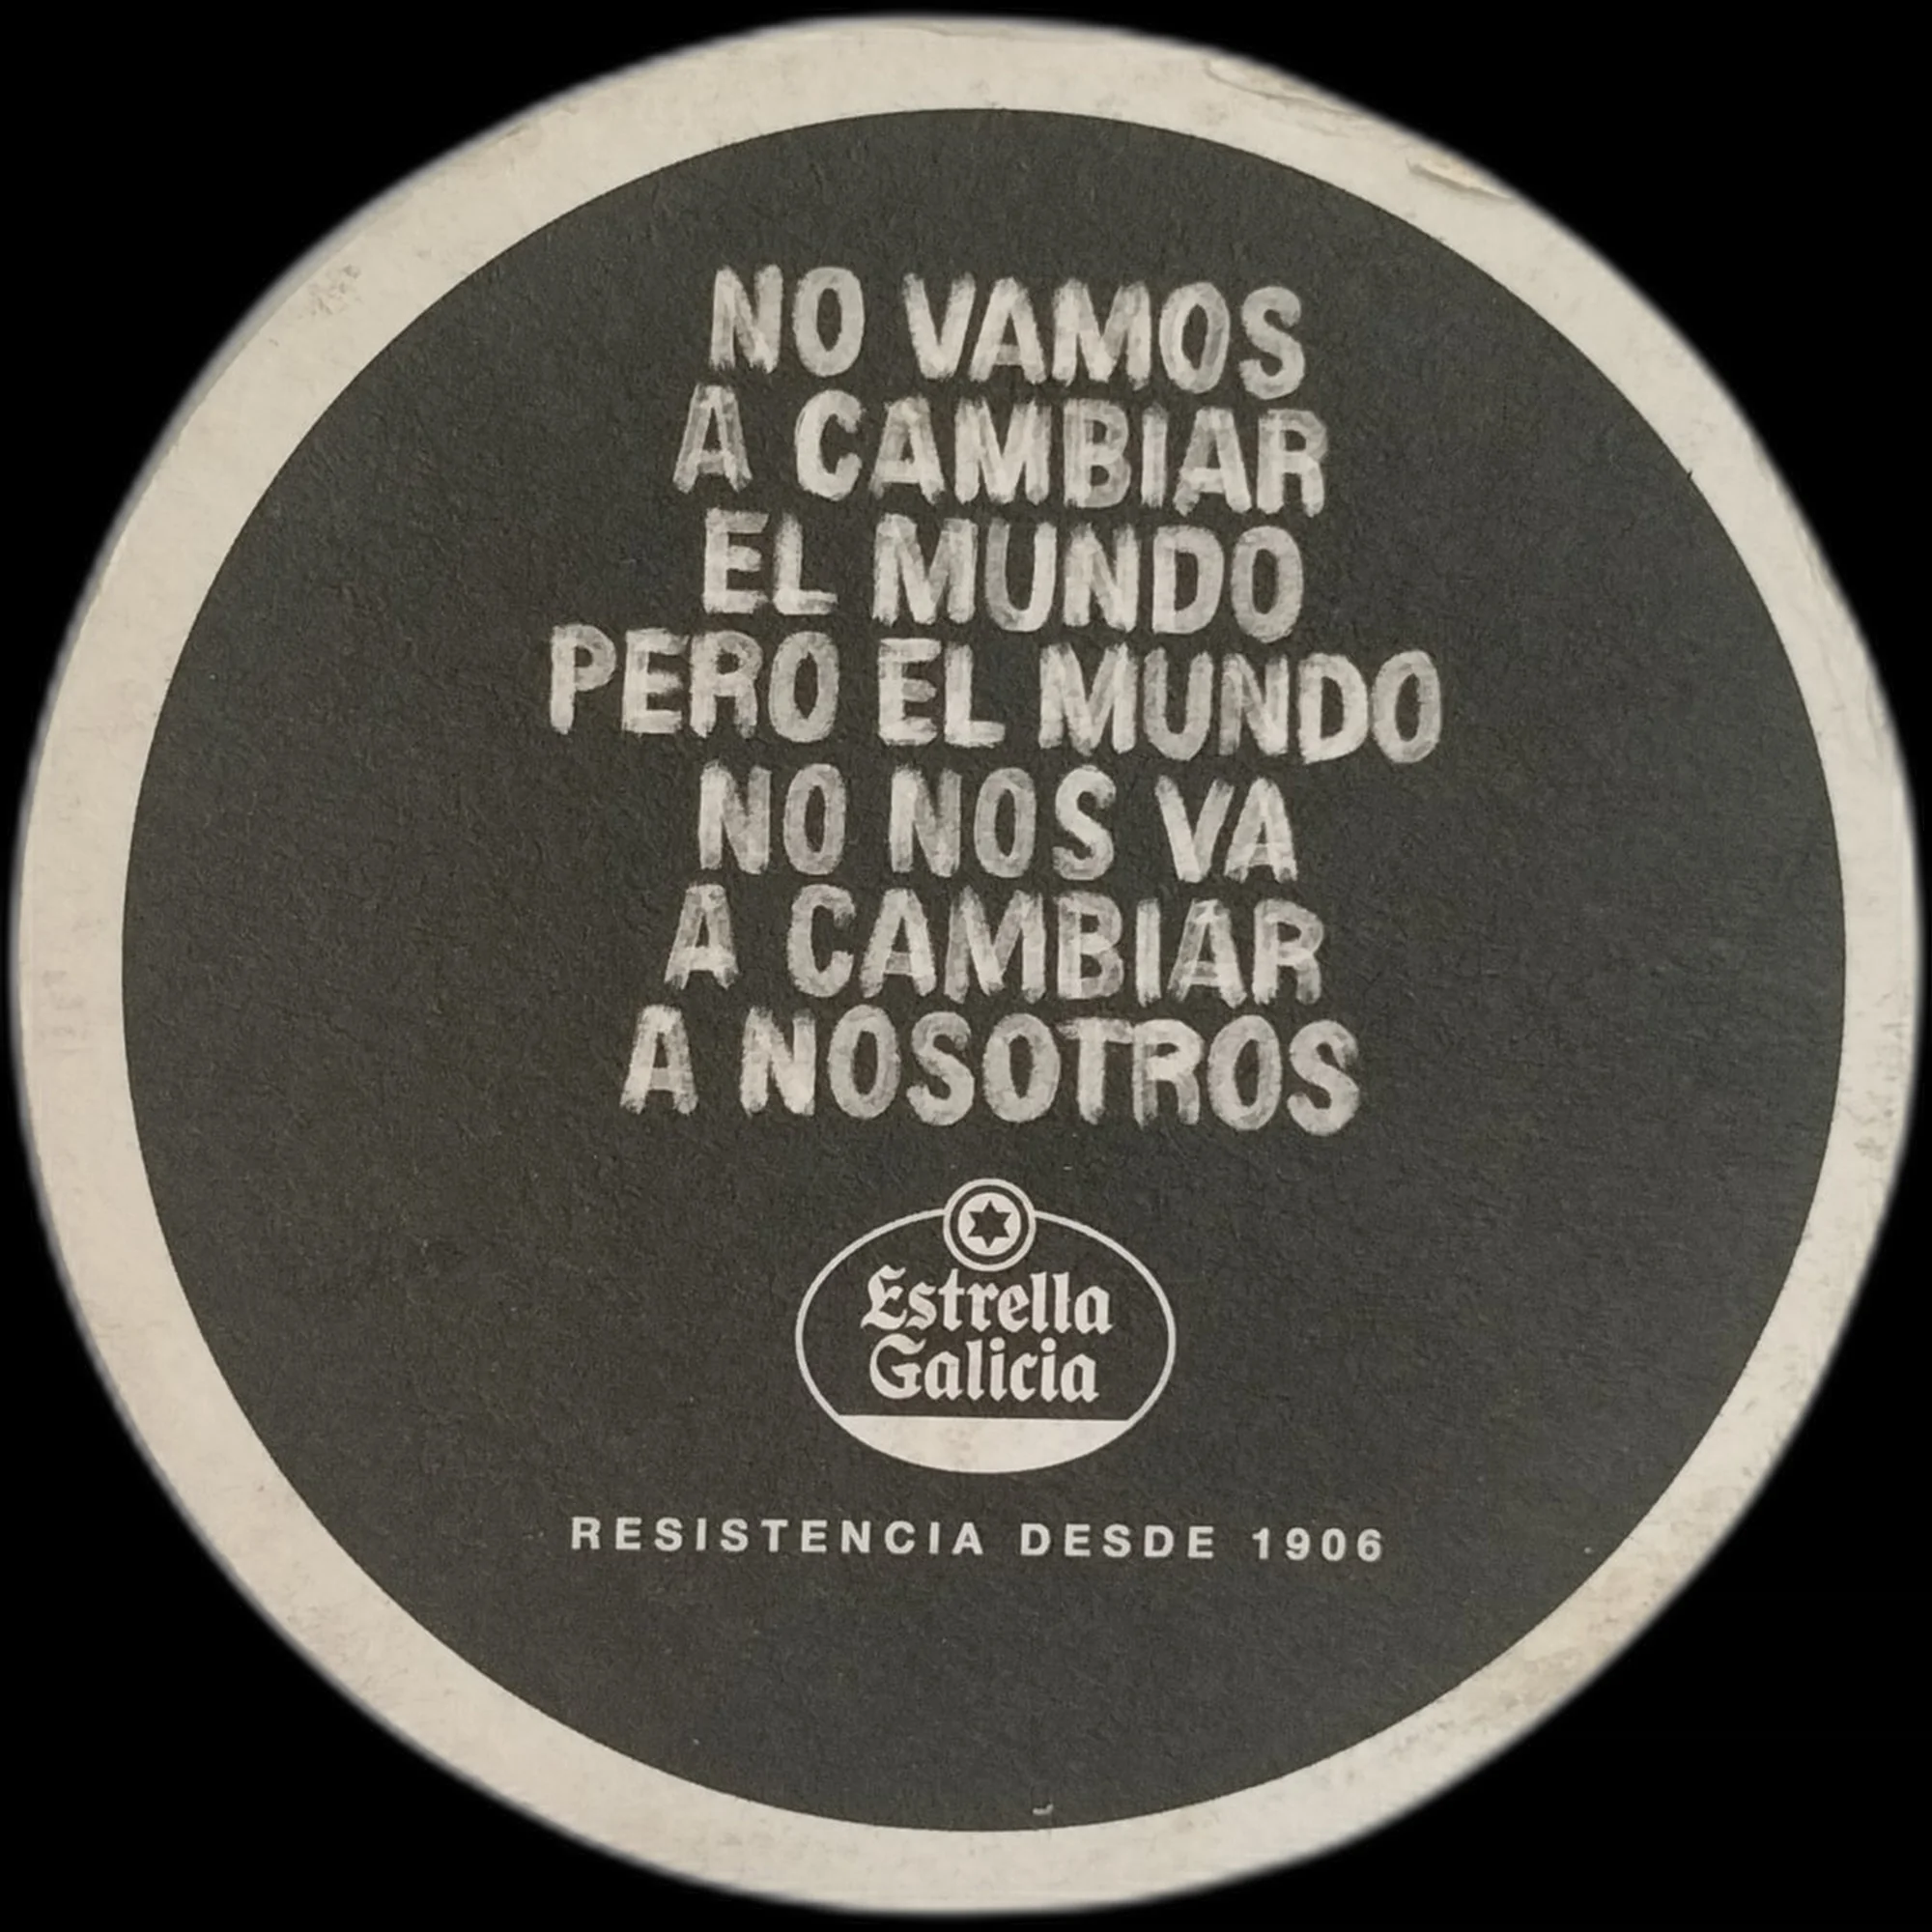 NO VAMOS
A CAMBIAR
EL MUNDO
PERO EL MUNDO
NO NOS VA
A CAMBIAR
A NOSOTROS
Estrella
Galicia
RESISTENCIA DESDE 1906